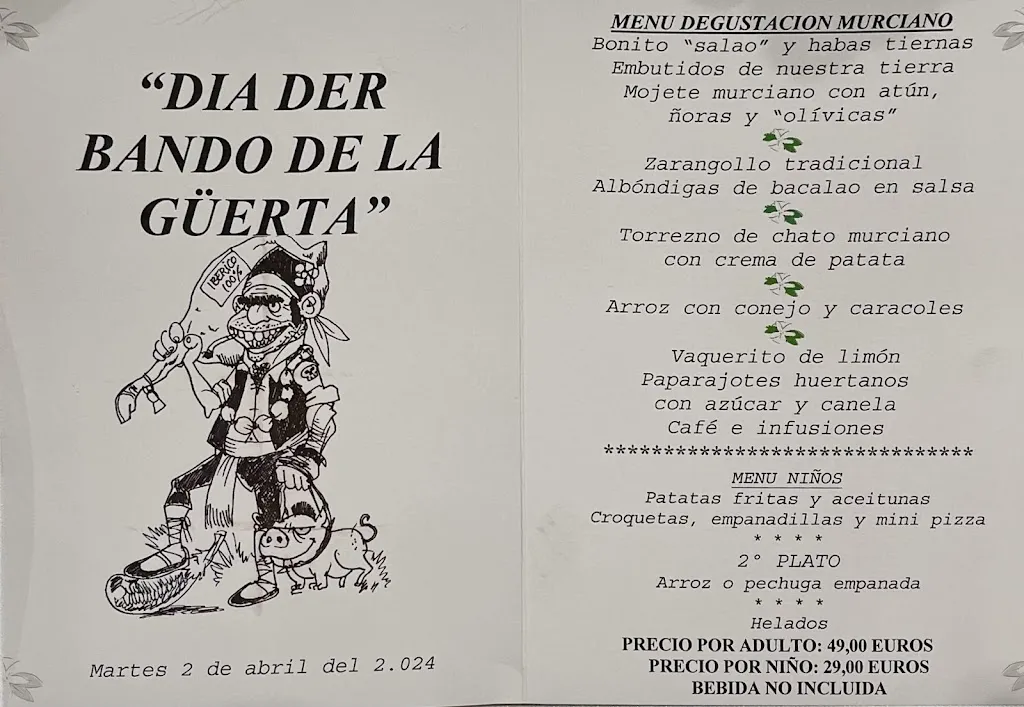 “DIA DER
BANDO DE LA
GÜERTA”
IBERICO
100%
Martes 2 de abril del 2.024
MENU DEGUSTACION MURCIANO
Bonito “salao” y habas tiernas
Embutidos de nuestra tierra
Mojete murciano con atún,
ñoras y “olívicas”
Zarangollo tradicional
Albóndigas de bacalao en salsa
Torrezno de chato murciano
con crema de patata
Arroz con conejo y caracoles
Vaquerito de limón
Paparajotes huertanos
con azúcar y canela
Café e infusiones
*******************************
MENU NIÑOS
Patatas fritas y aceitunas
Croquetas, empanadillas y mini pizza
* * * *
2° PLATO
Arroz o pechuga empanada
* * * *
Helados
PRECIO POR ADULTO: 49,00 EUROS
PRECIO POR NIÑO: 29,00 EUROS
BEBIDA NO INCLUIDA